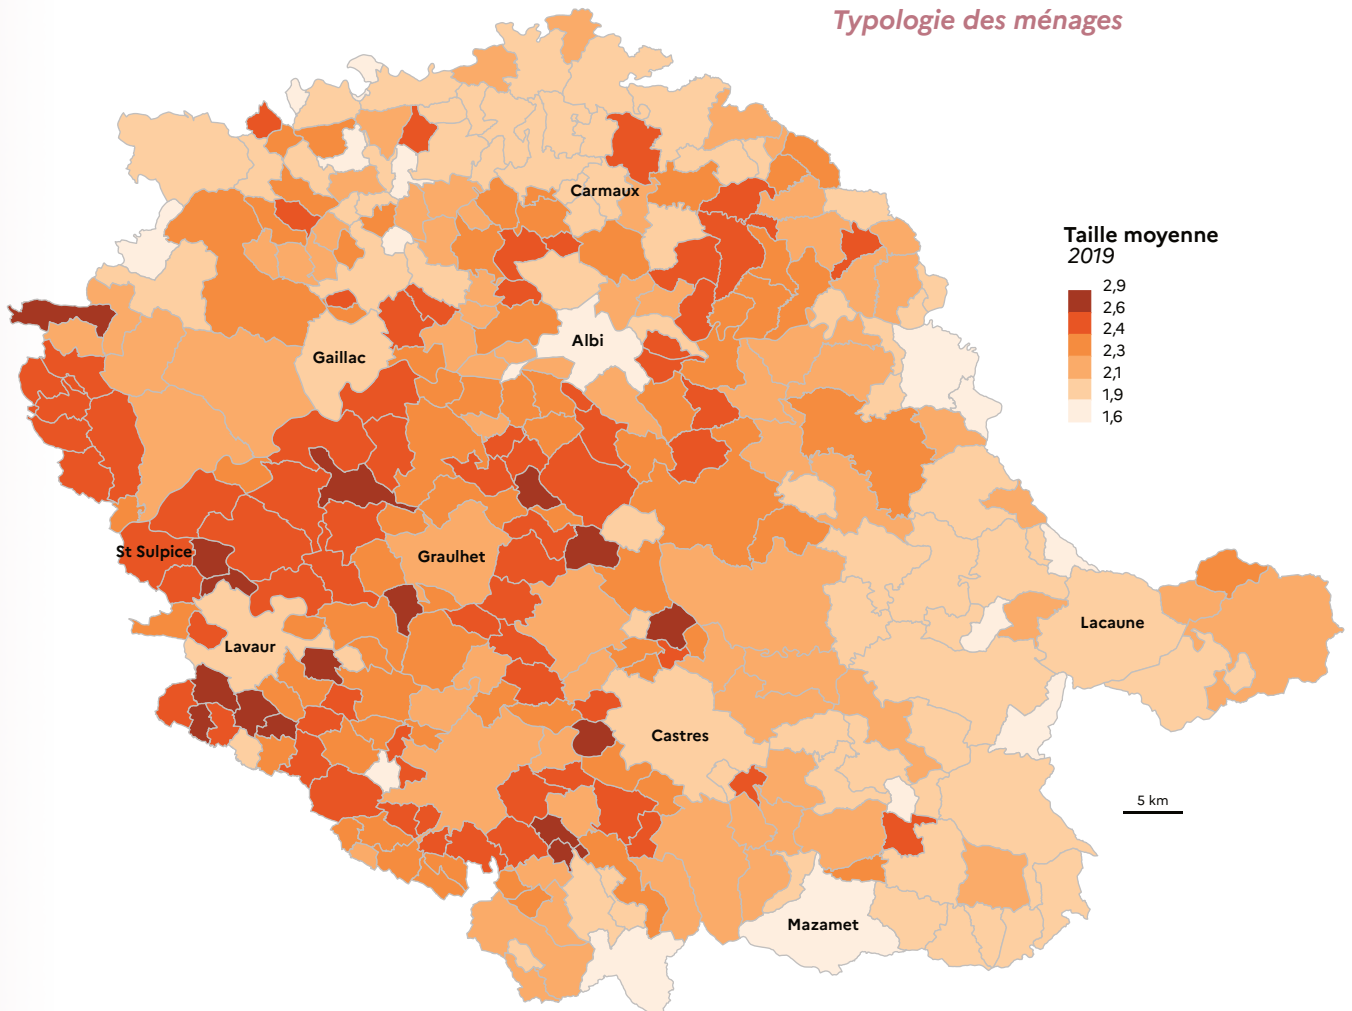 Typologie des ménages
Carmaux
Taille moyenne
2019
2,9
2,6
2,4
2,3
2,1
1,9
1,6
Albi
Gaillac
St Sulpice
Graulhet
Lavaur
Lacaune
Castres
5 km
Mazamet